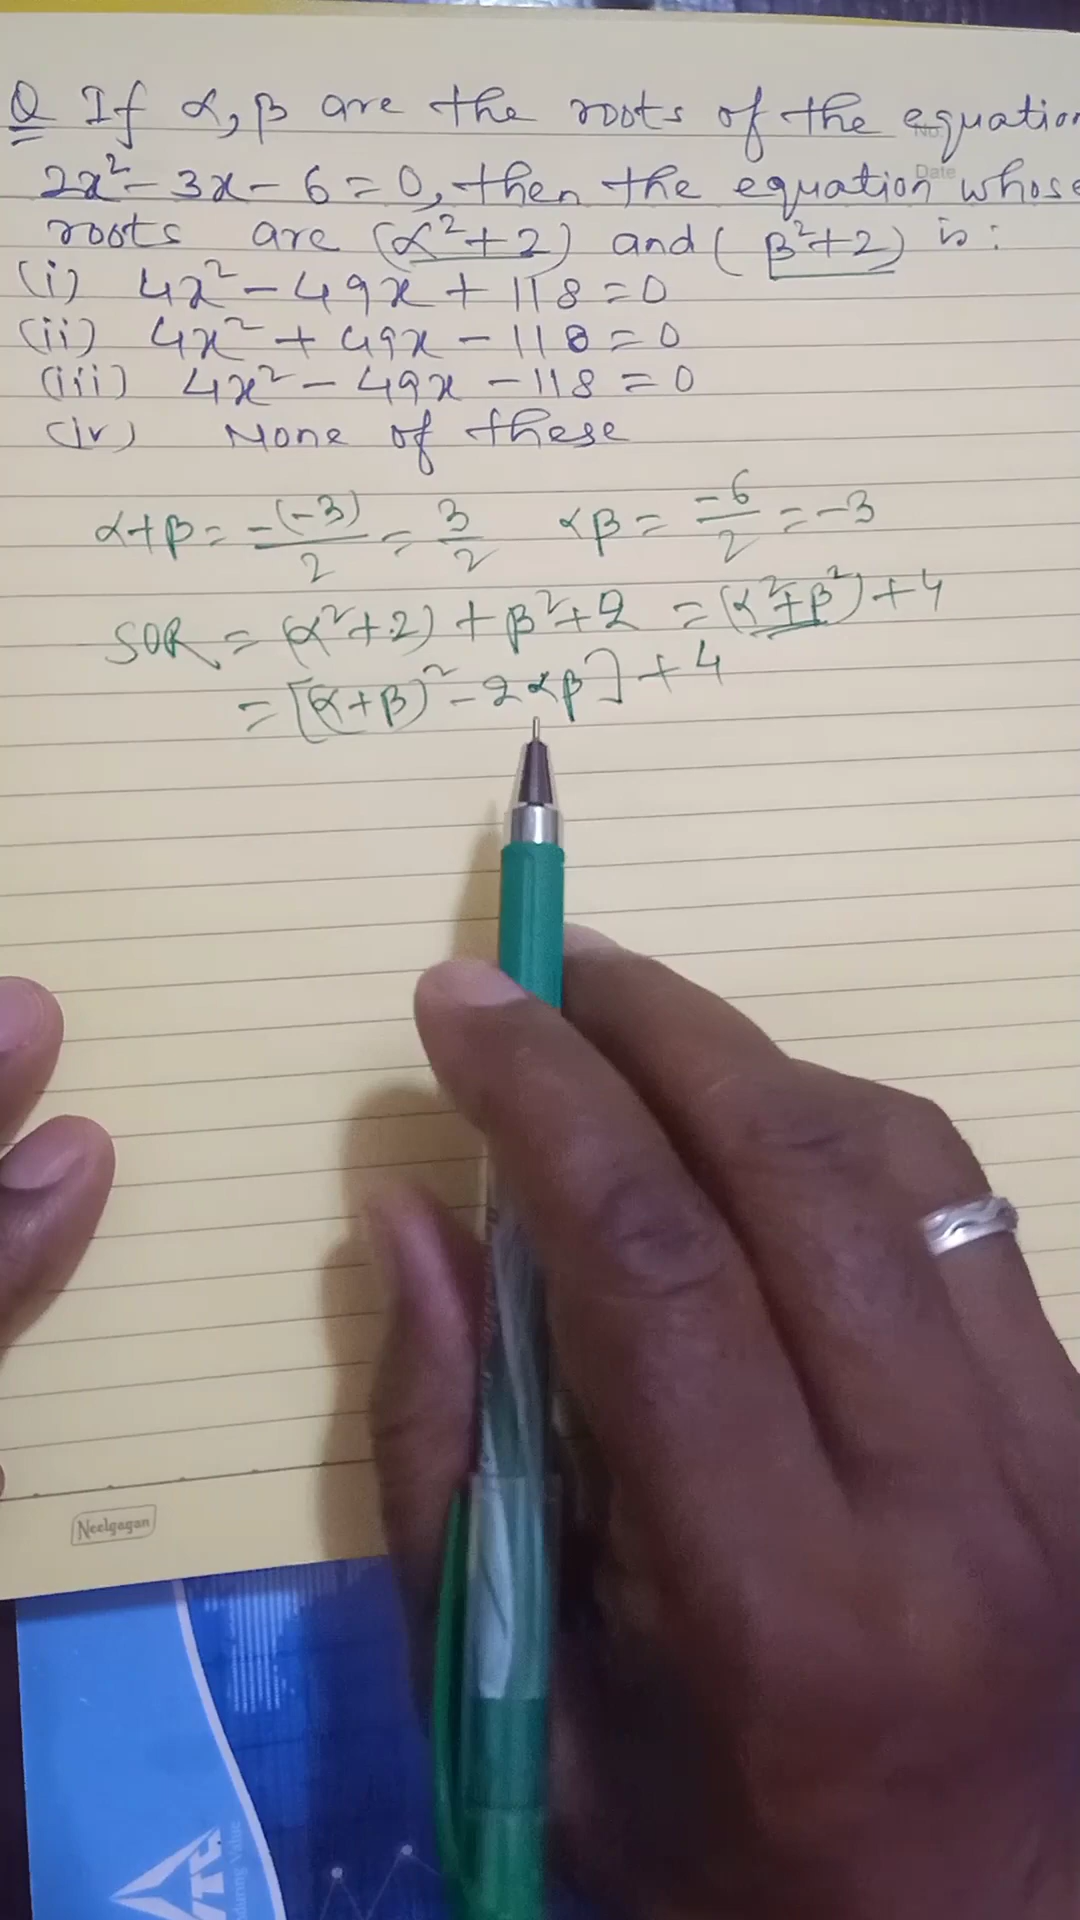 Q If α, β are the roots of the equation
No.
2x² - 3x - 6 = 0, then the equation whose
Date
roots are (α²+2) and (β²+2) is:
(i) 4x² - 49x + 118 = 0
(ii) 4x² + 49x - 118 = 0
(iii) 4x² - 49x - 118 = 0
(iv) None of these
α+β = -(-3)/2 = 3/2 αβ = -6/2 = -3
SOR = (α²+2) + β²+2 = (α²+β²)+4
= [(α+β)² - 2αβ] + 4
Neelgagan